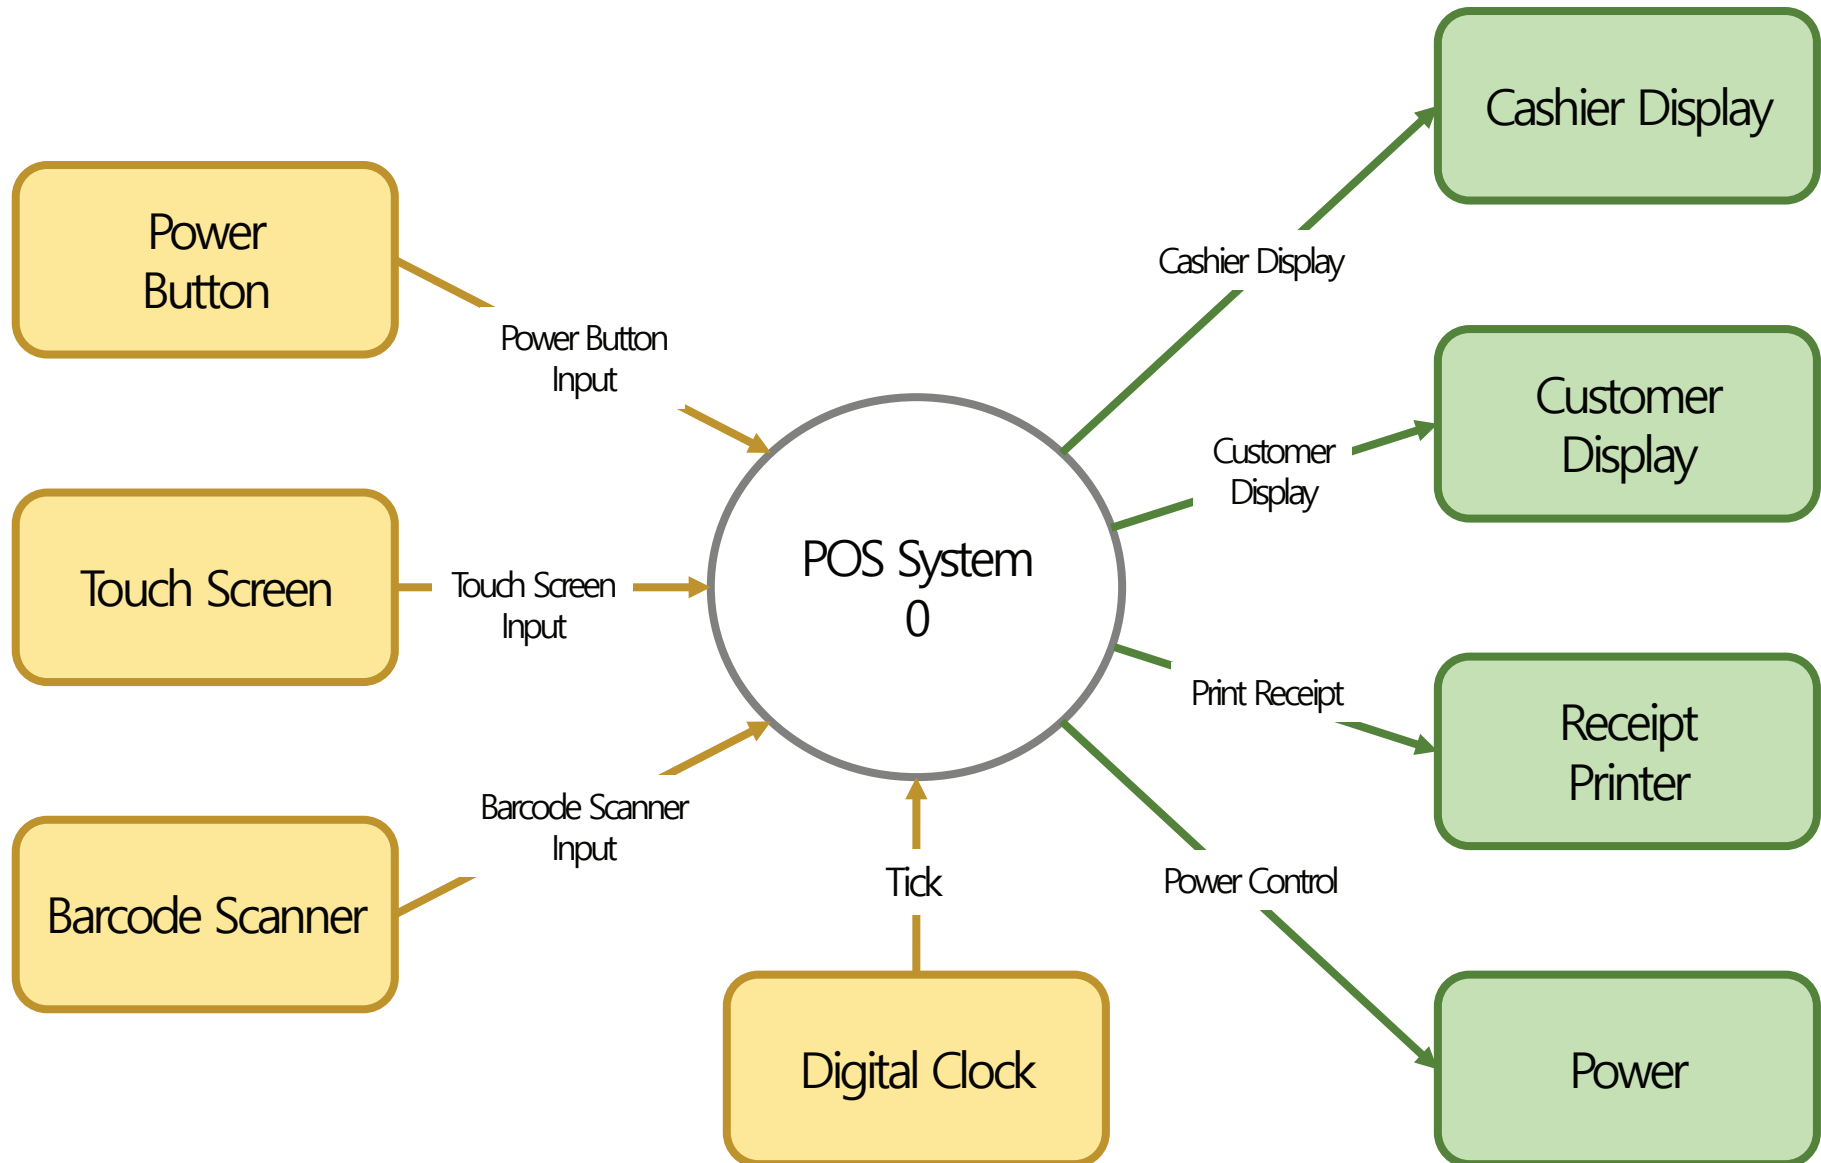 Cashier Display
Power
Button
Cashier Display
Power Button
Input
Customer
Display
Customer
Display
POS System
0
Touch Screen
Touch Screen
Input
Print Receipt
Receipt
Printer
Barcode Scanner
Input
Barcode Scanner
Tick
Power Control
Digital Clock
Power